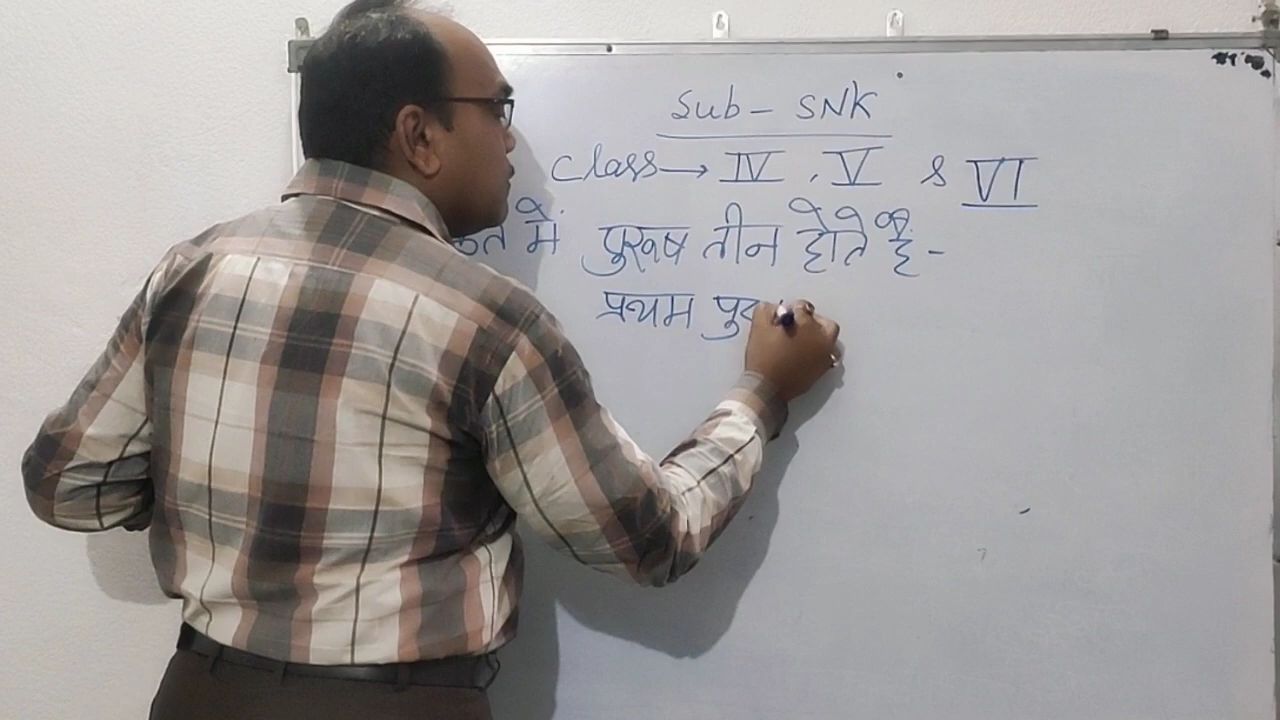 Sub - SNK
Class → IV, V & VI
में पुरुष तीन होते हैं -
प्रथम